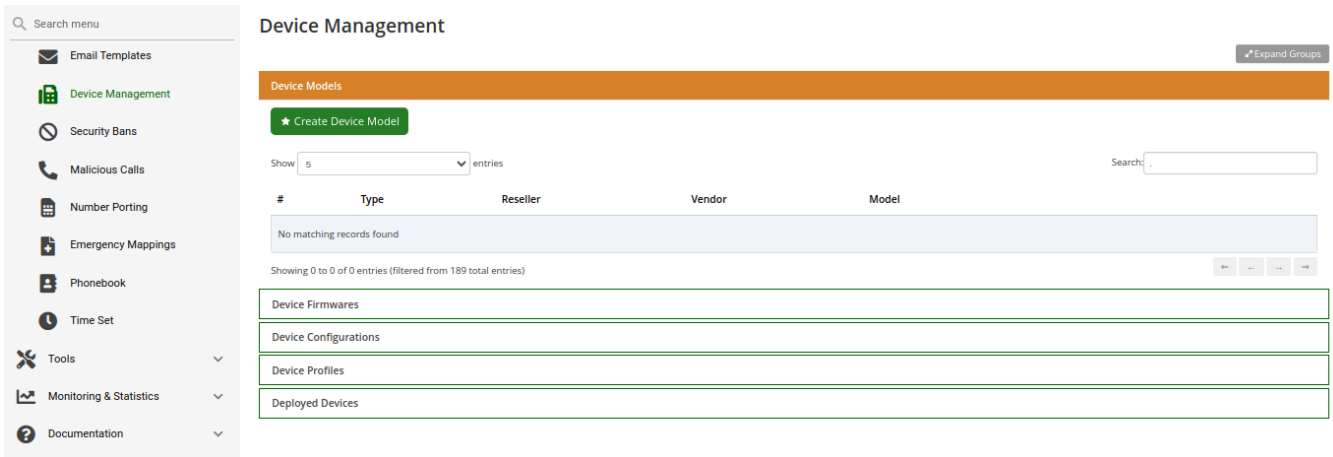 Search menu
Email Templates
Device Management
Security Bans
Malicious Calls
Number Porting
Emergency Mappings
Phonebook
Time Set
Tools
Monitoring & Statistics
Documentation
Device Management
Expand Groups
Device Models
Create Device Model
Show 5 entries
Search: .
# Type Reseller Vendor Model
No matching records found
Showing 0 to 0 of 0 entries (filtered from 189 total entries)
⇐ ← → ⇒
Device Firmwares
Device Configurations
Device Profiles
Deployed Devices